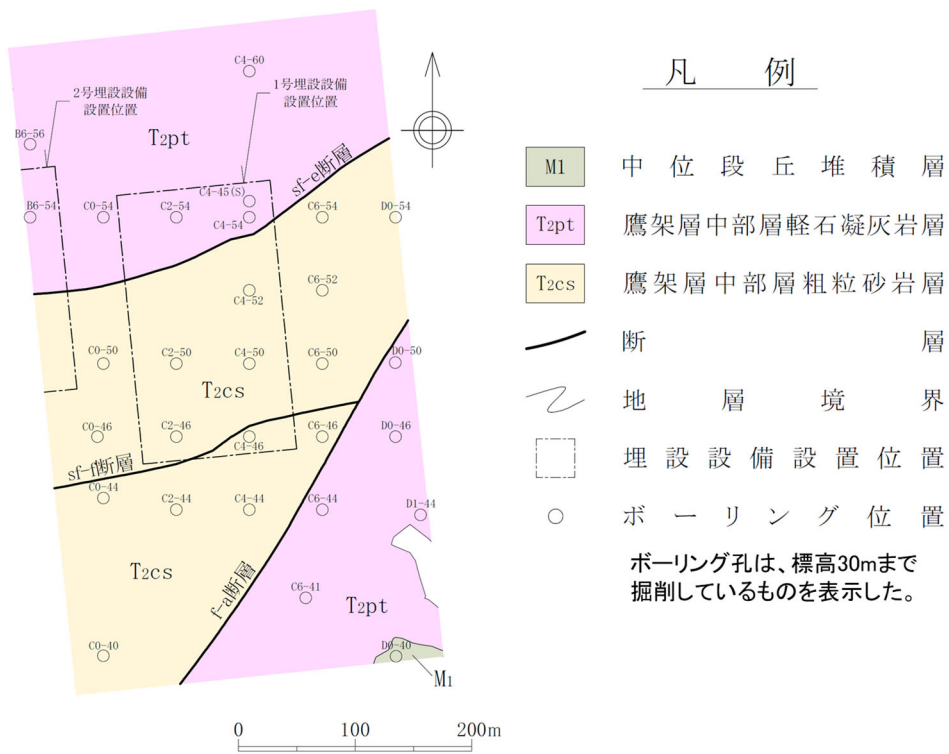 C4-60
2号埋設設備
設置位置
1号埋設設備
設置位置
B6-56
T2pt
sf-e断層
C4-45(S)
B6-54
C0-54
C2-54
C4-54
C6-54
D0-54
C4-52
C6-52
C0-50
C2-50
C4-50
C6-50
D0-50
T2cs
C0-46
C2-46
C4-46
C6-46
D0-46
sf-f断層
C0-44
C2-44
C4-44
C6-44
D1-44
T2cs
f-a断層
C6-41
T2pt
C0-40
D0-40
M1
0 100 200m
凡例
M1 中位段丘堆積層
T2pt 鷹架層中部層軽石凝灰岩層
T2cs 鷹架層中部層粗粒砂岩層
断層
地層境界
埋設設備設置位置
ボーリング位置
ボーリング孔は、標高30mまで
掘削しているものを表示した。